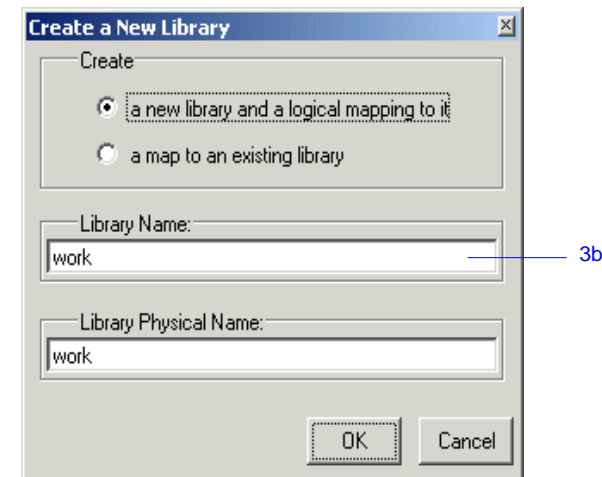 Create a New Library
Create
a new library and a logical mapping to it
a map to an existing library
Library Name:
work
3b
Library Physical Name:
work
OK
Cancel